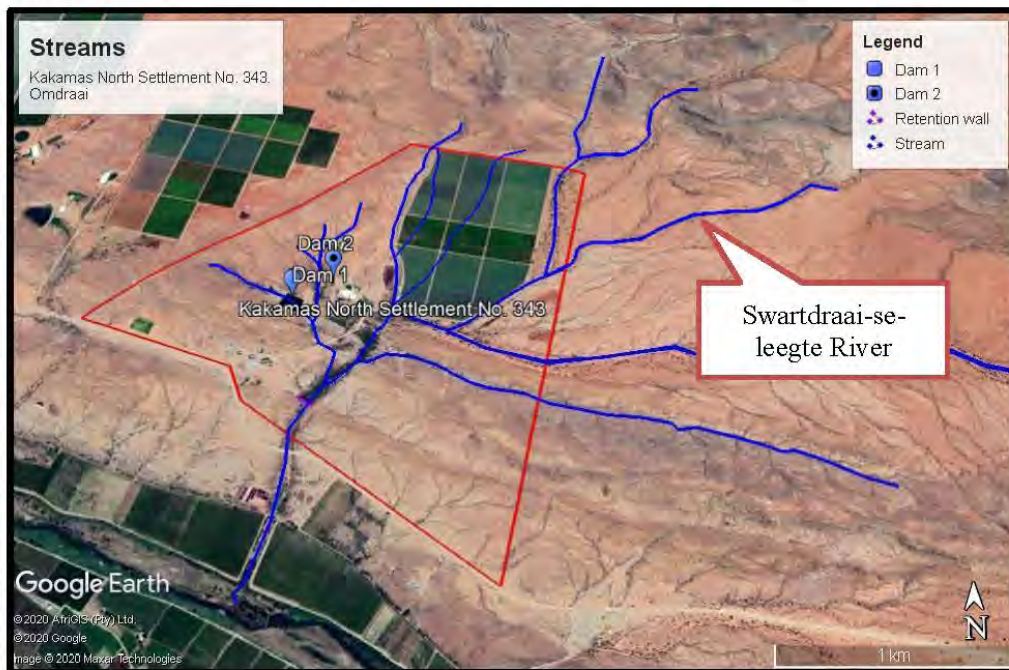 Streams
Kakamas North Settlement No. 343.
Omdraai
Legend
Dam 1
Dam 2
Retention wall
Stream
Dam 2
Dam 1
Kakamas North Settlement No. 343
Swartdraai-se-
leegte River
Google Earth
©2020 AfriGIS (Pty) Ltd.
©2020 Google
Image © 2020 Maxar Technologies
N
1 km